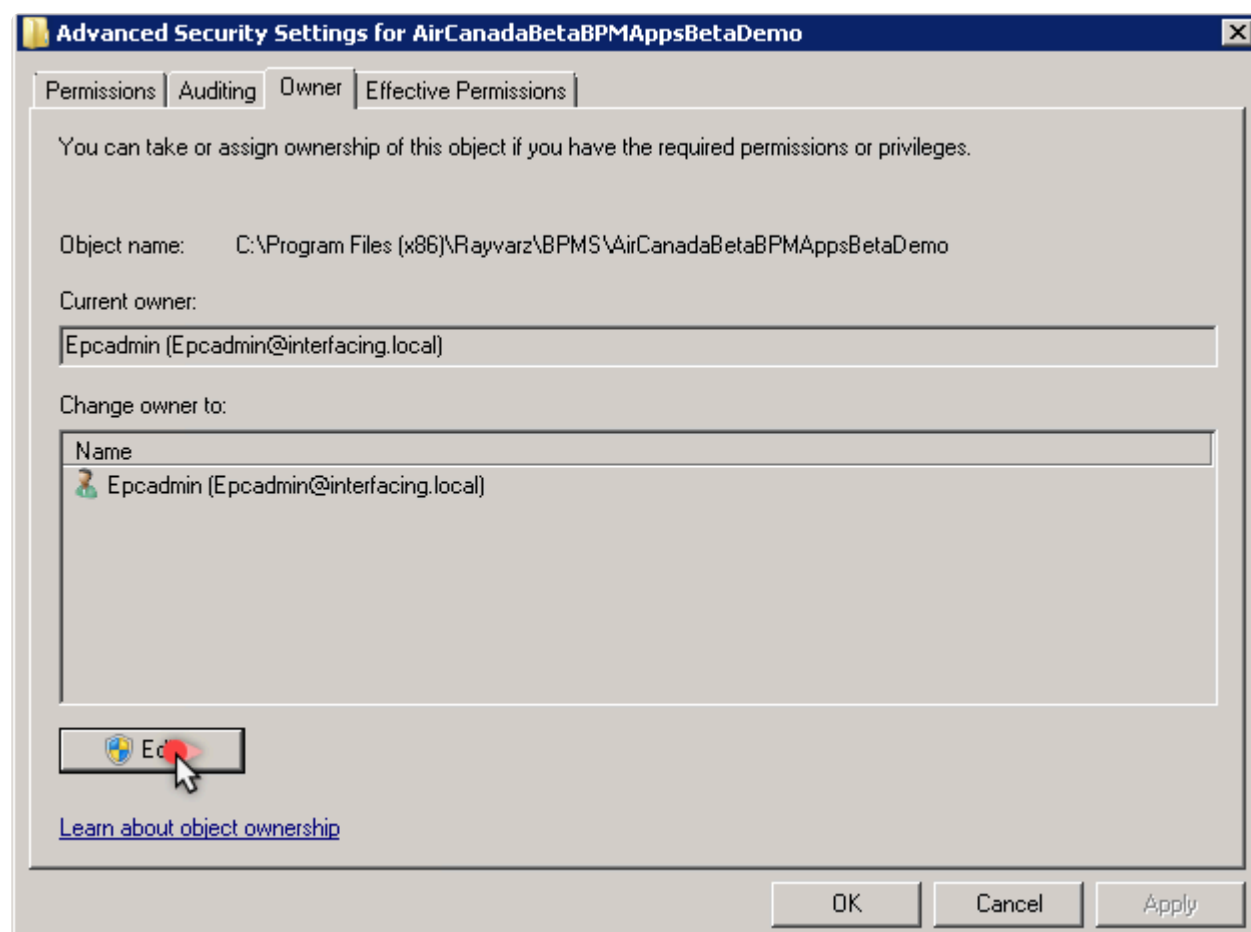 Advanced Security Settings for AirCanadaBetaBPMAppsBetaDemo
Permissions Auditing Owner Effective Permissions
You can take or assign ownership of this object if you have the required permissions or privileges.
Object name: C:\Program Files (x86)\Rayvarz\BPMS\AirCanadaBetaBPMAppsBetaDemo
Current owner:
Epcadmin (Epcadmin@interfacing.local)
Change owner to:
Name
Epcadmin (Epcadmin@interfacing.local)
Learn about object ownership
OK Cancel Apply